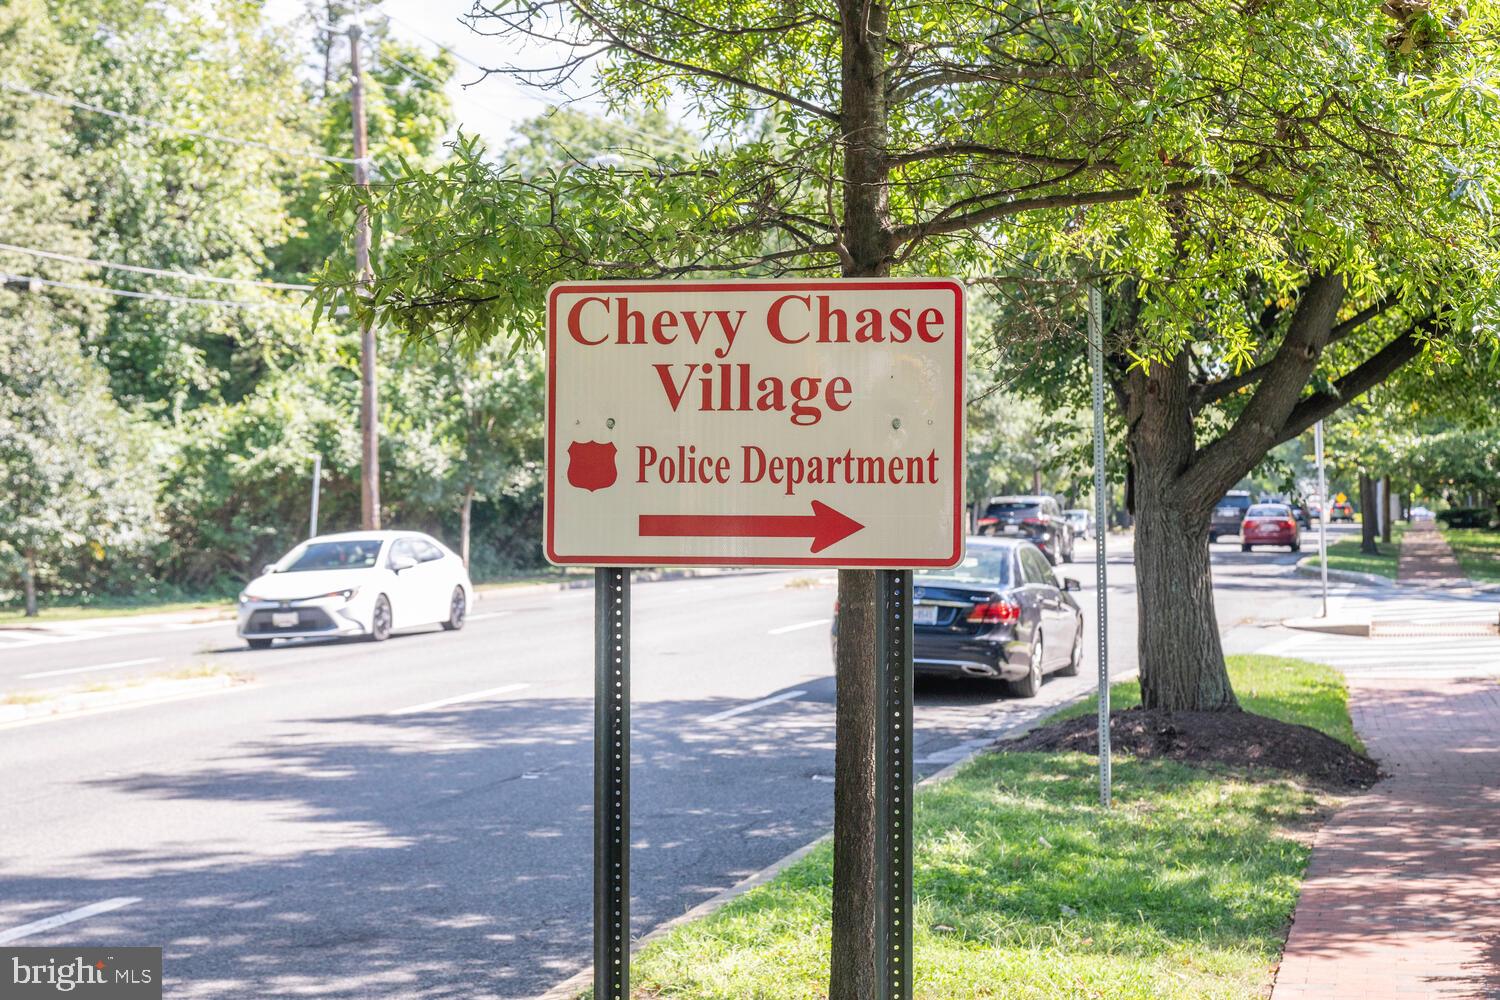 Chevy Chase
Village
Police Department
bright MLS